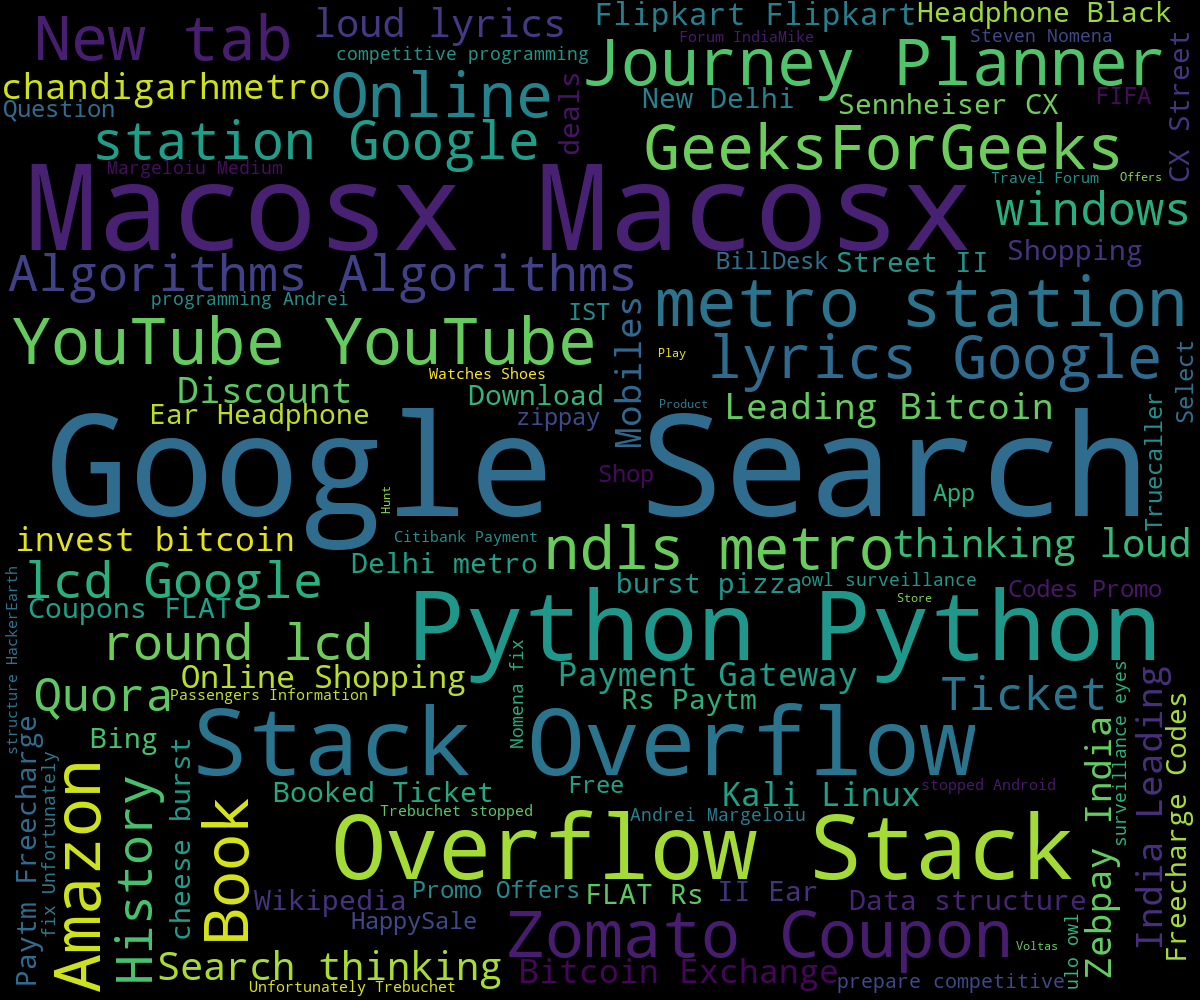 New tab
loud lyrics
Flipkart Flipkart
Headphone Black
Forum IndiaMike
Steven Nomena
competitive programming
Journey Planner
CX Street
chandigarhmetro
Online
deals
New Delhi
Sennheiser CX
FIFA
Question
station Google
GeeksForGeeks
Margeloiu Medium
Macosx Macosx
Travel Forum
Offers
windows
Algorithms Algorithms
BillDesk
Street II
Shopping
programming Andrei
IST
Mobiles
metro station
YouTube YouTube
lyrics Google
Play
Select
Watches Shoes
Discount
Download
Product
Leading Bitcoin
Truecaller
Ear Headphone
zippay
Google Search
Shop
App
Hunt
invest bitcoin
Citibank Payment
ndls metro
thinking loud
Delhi metro
lcd Google
burst pizza
owl surveillance
Codes Promo
structure HackerEarth
Coupons FLAT
Store
Python Python
round lcd
Nomena fix
Online Shopping
Payment Gateway
Quora
Passengers Information
Rs Paytm
Ticket
surveillance eyes
India Leading
Freecharge Codes
Stack Overflow
Bing
Paytm Freecharge
fix Unfortunately
Amazon
History
cheese burst
Book
Booked Ticket
Free
Kali Linux
stopped Android
Zebpay India
Trebuchet stopped
Andrei Margeloiu
Overflow Stack
Wikipedia
Promo Offers
FLAT Rs
II Ear
Data structure
HappySale
Zomato Coupon
Voltas
ulo owl
Search thinking
Bitcoin Exchange
prepare competitive
Unfortunately Trebuchet